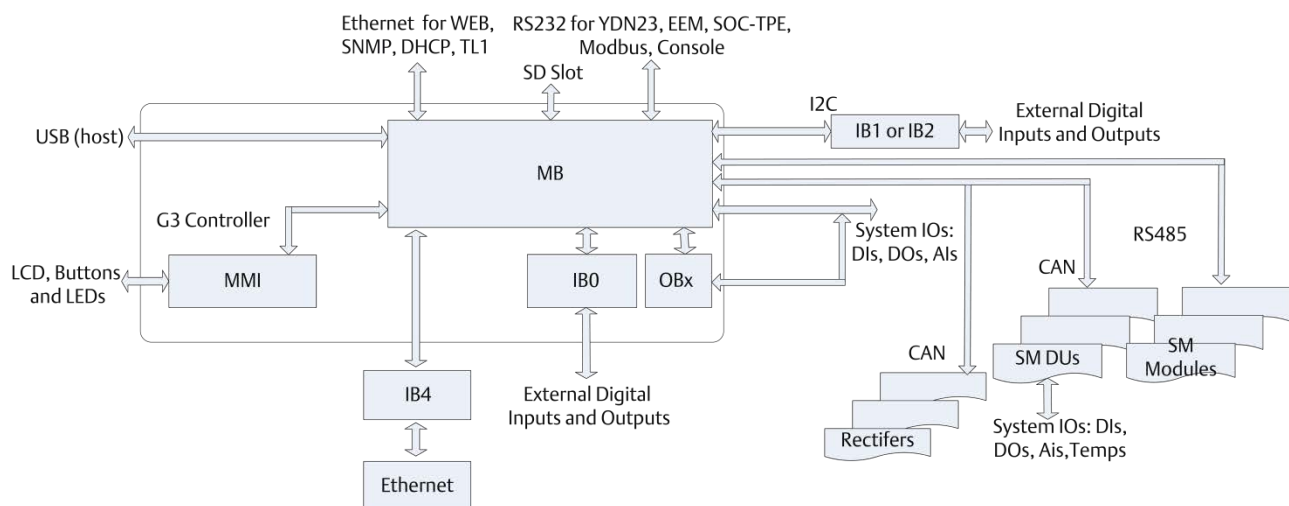 Ethernet for WEB,
SNMP, DHCP, TL1
RS232 for YDN23, EEM, SOC-TPE,
Modbus, Console
SD Slot
I2C
USB (host)
MB
IB1 or IB2
External Digital
Inputs and Outputs
G3 Controller
System IOs:
DIs, DOs, AIs
RS485
LCD, Buttons
and LEDs
MMI
IB0
OBx
CAN
CAN
IB4
External Digital
Inputs and Outputs
SM DUs
SM
Modules
Rectifers
System IOs: DIs,
DOs, Ais,Temps
Ethernet